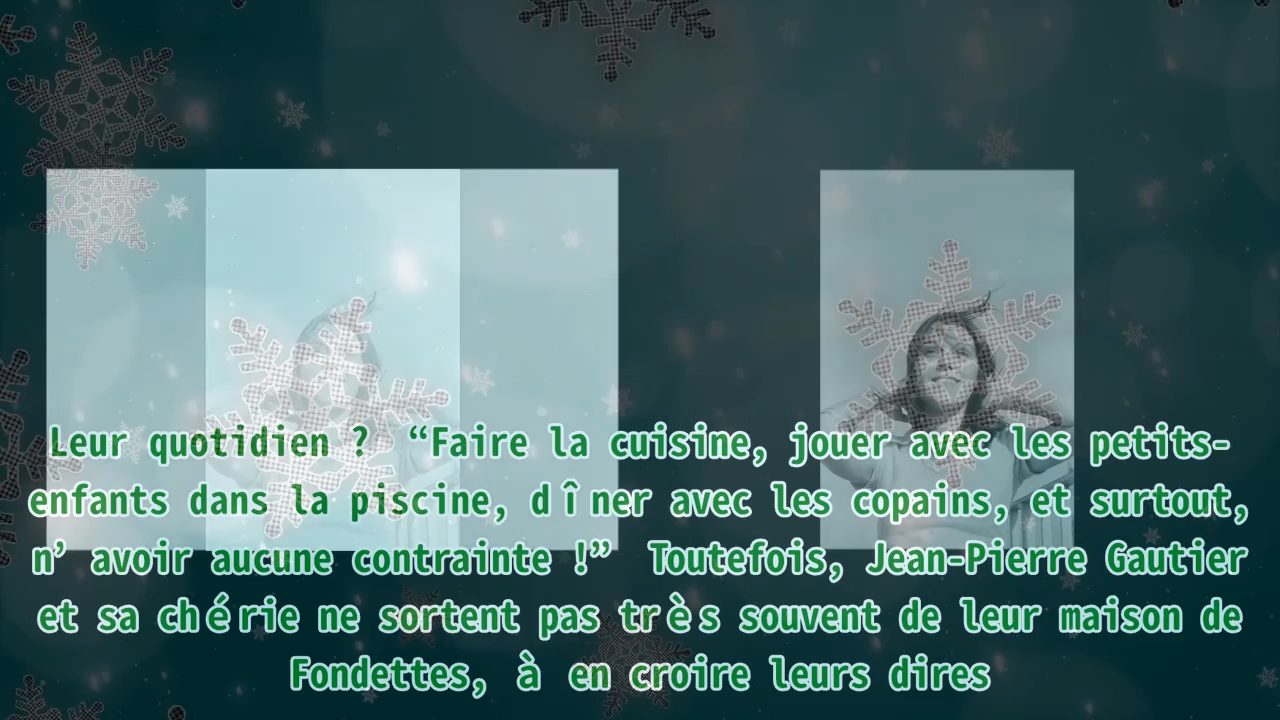 Leur quotidien ? “Faire la cuisine, jouer avec les petits-
enfants dans la piscine, dîner avec les copains, et surtout,
n’ avoir aucune contrainte !” Toutefois, Jean-Pierre Gautier
et sa chérie ne sortent pas très souvent de leur maison de
Fondettes, à en croire leurs dires